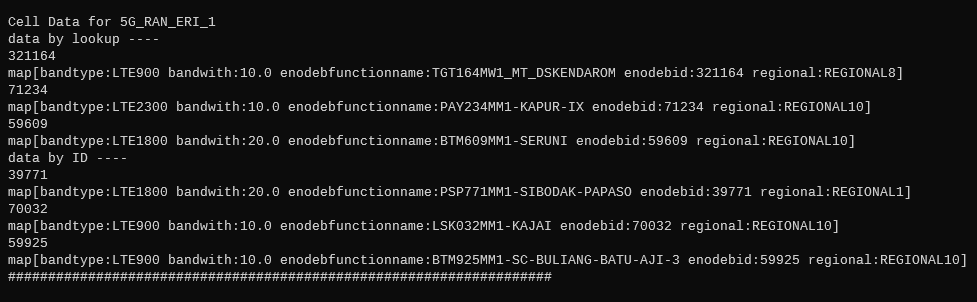 Cell Data for 5G_RAN_ERI_1
data by lookup ----
321164
map[bandtype:LTE900 bandwith:10.0 enodebfunctionname:TGT164MW1_MT_DSKENDAROM enodebid:321164 regional:REGIONAL8]
71234
map[bandtype:LTE2300 bandwith:10.0 enodebfunctionname:PAY234MM1-KAPUR-IX enodebid:71234 regional:REGIONAL10]
59609
map[bandtype:LTE1800 bandwith:20.0 enodebfunctionname:BTM609MM1-SERUNI enodebid:59609 regional:REGIONAL10]
data by ID ----
39771
map[bandtype:LTE1800 bandwith:20.0 enodebfunctionname:PSP771MM1-SIBODAK-PAPASO enodebid:39771 regional:REGIONAL1]
70032
map[bandtype:LTE900 bandwith:10.0 enodebfunctionname:LSK032MM1-KAJAI enodebid:70032 regional:REGIONAL10]
59925
map[bandtype:LTE900 bandwith:10.0 enodebfunctionname:BTM925MM1-SC-BULIANG-BATU-AJI-3 enodebid:59925 regional:REGIONAL10]
####################################################################